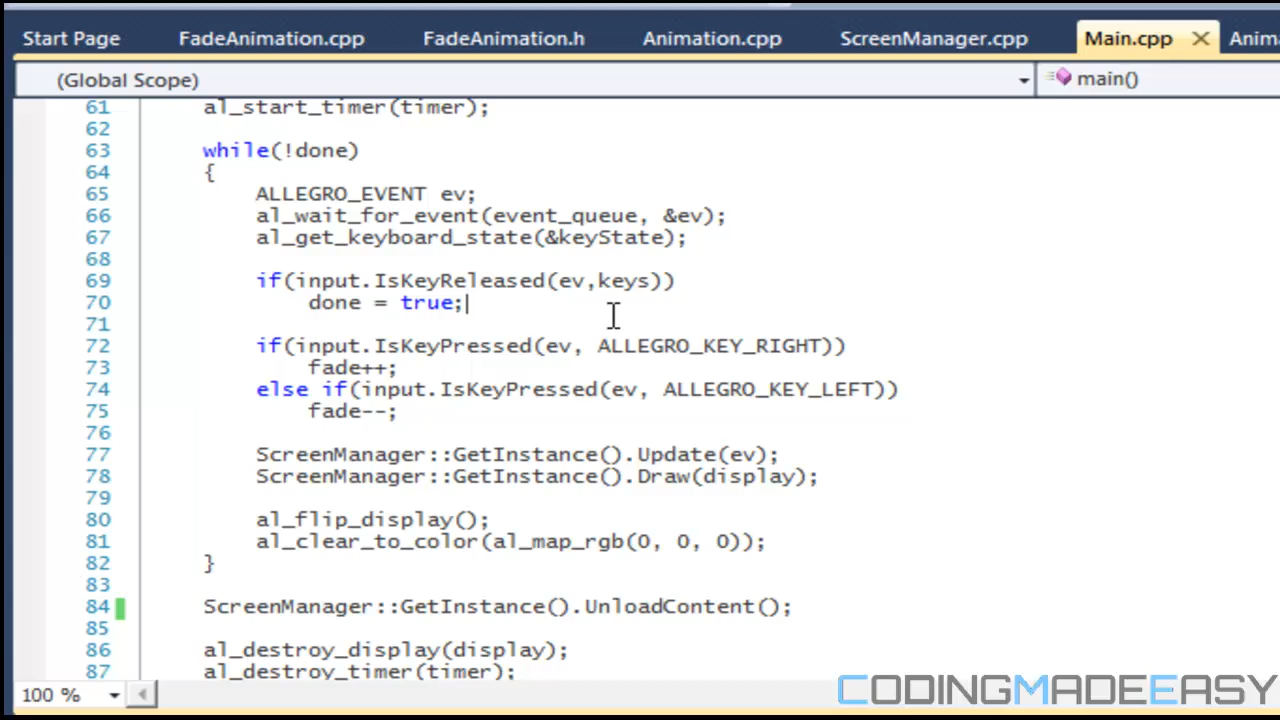 Start Page FadeAnimation.cpp FadeAnimation.h Animation.cpp ScreenManager.cpp Main.cpp Anima
(Global Scope) main()
61 al_start_timer(timer);
62
63 while(!done)
64 {
65 ALLEGRO_EVENT ev;
66 al_wait_for_event(event_queue, &ev);
67 al_get_keyboard_state(&keyState);
68
69 if(input.IsKeyReleased(ev,keys))
70 done = true;
71
72 if(input.IsKeyPressed(ev, ALLEGRO_KEY_RIGHT))
73 fade++;
74 else if(input.IsKeyPressed(ev, ALLEGRO_KEY_LEFT))
75 fade--;
76
77 ScreenManager::GetInstance().Update(ev);
78 ScreenManager::GetInstance().Draw(display);
79
80 al_flip_display();
81 al_clear_to_color(al_map_rgb(0, 0, 0));
82 }
83
84 ScreenManager::GetInstance().UnloadContent();
85
86 al_destroy_display(display);
87 al_destroy_timer(timer);
100 %
CODINGMADEEASY